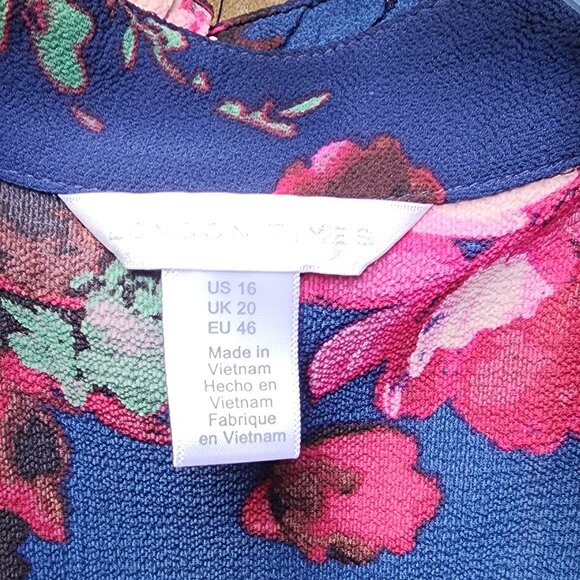 LONDON TIMES
US 16
UK 20
EU 46
Made in
Vietnam
Hecho en
Vietnam
Fabrique
en Vietnam